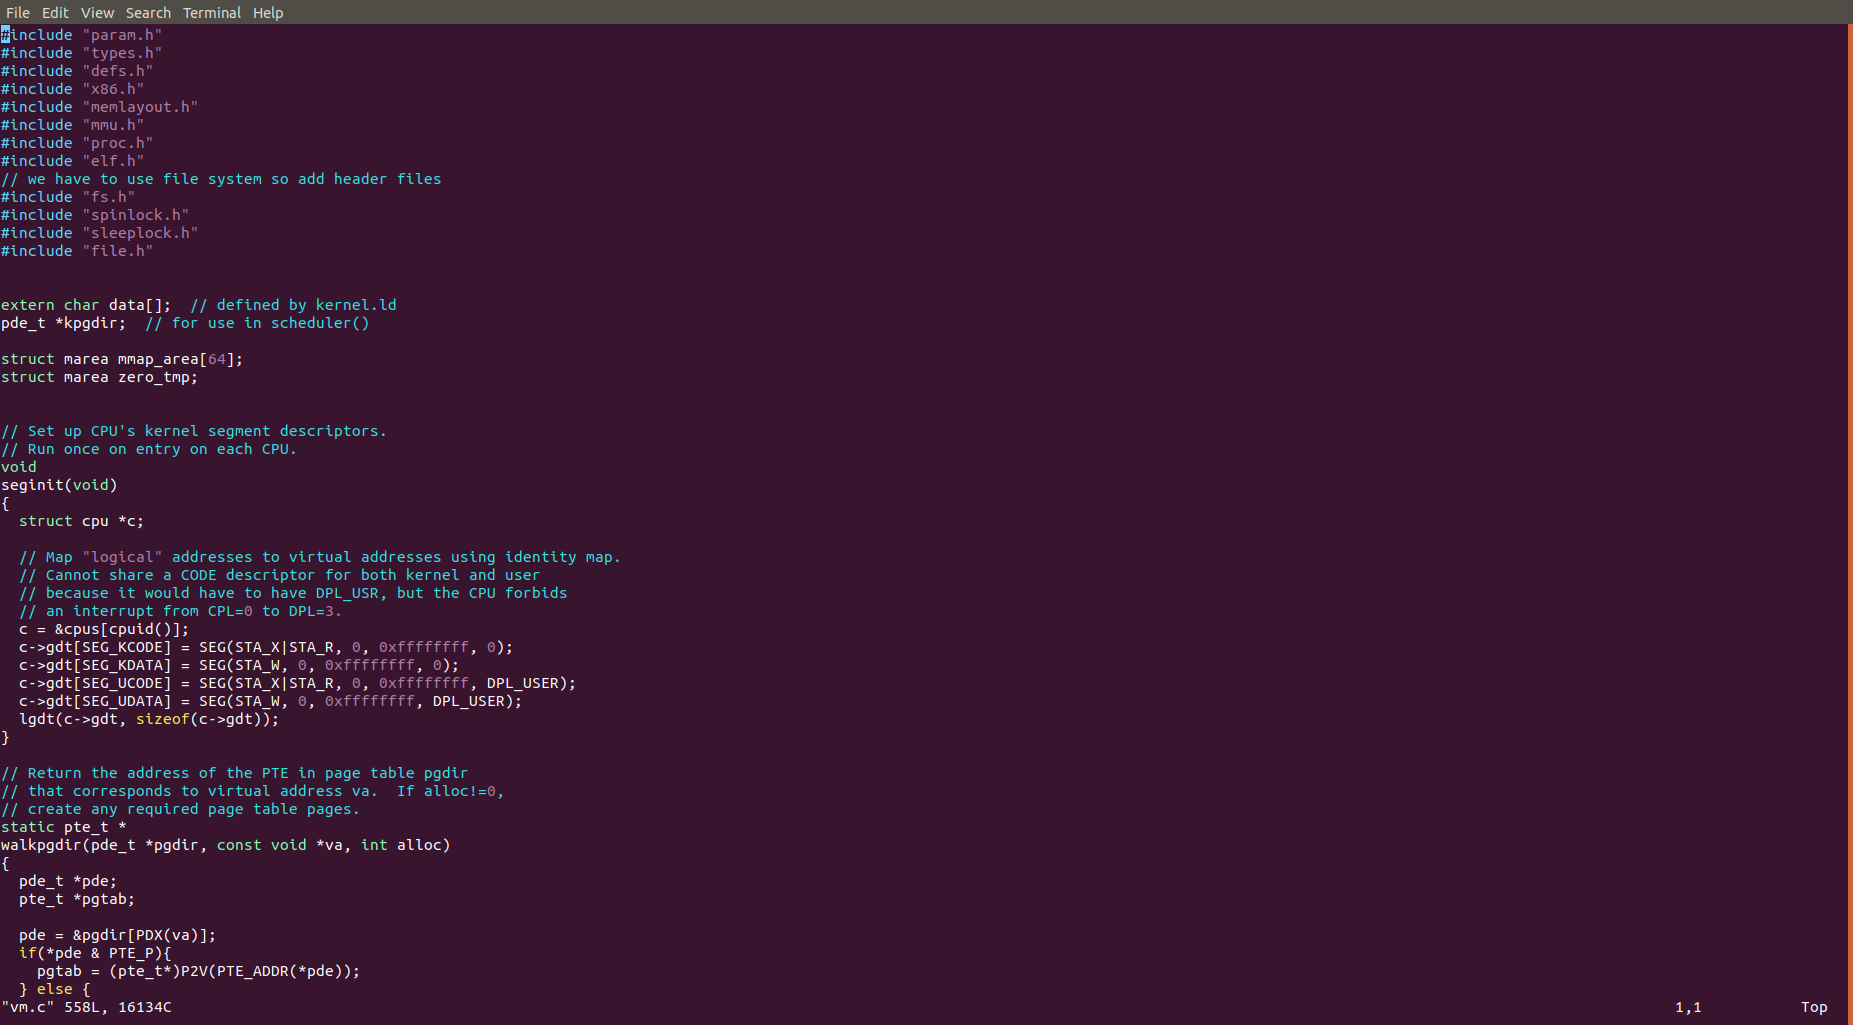 File Edit View Search Terminal Help
#include "param.h"
#include "types.h"
#include "defs.h"
#include "x86.h"
#include "memlayout.h"
#include "mmu.h"
#include "proc.h"
#include "elf.h"
// we have to use file system so add header files
#include "fs.h"
#include "spinlock.h"
#include "sleeplock.h"
#include "file.h"
extern char data[];  // defined by kernel.ld
pde_t *kpgdir;  // for use in scheduler()
struct marea mmap_area[64];
struct marea zero_tmp;
// Set up CPU's kernel segment descriptors.
// Run once on entry on each CPU.
void
seginit(void)
{
  struct cpu *c;
  // Map "logical" addresses to virtual addresses using identity map.
  // Cannot share a CODE descriptor for both kernel and user
  // because it would have to have DPL_USR, but the CPU forbids
  // an interrupt from CPL=0 to DPL=3.
  c = &cpus[cpuid()];
  c->gdt[SEG_KCODE] = SEG(STA_X|STA_R, 0, 0xffffffff, 0);
  c->gdt[SEG_KDATA] = SEG(STA_W, 0, 0xffffffff, 0);
  c->gdt[SEG_UCODE] = SEG(STA_X|STA_R, 0, 0xffffffff, DPL_USER);
  c->gdt[SEG_UDATA] = SEG(STA_W, 0, 0xffffffff, DPL_USER);
  lgdt(c->gdt, sizeof(c->gdt));
}
// Return the address of the PTE in page table pgdir
// that corresponds to virtual address va.  If alloc!=0,
// create any required page table pages.
static pte_t *
walkpgdir(pde_t *pgdir, const void *va, int alloc)
{
  pde_t *pde;
  pte_t *pgtab;
  pde = &pgdir[PDX(va)];
  if(*pde & PTE_P){
    pgtab = (pte_t*)P2V(PTE_ADDR(*pde));
  } else {
"vm.c" 558L, 16134C 1,1 Top